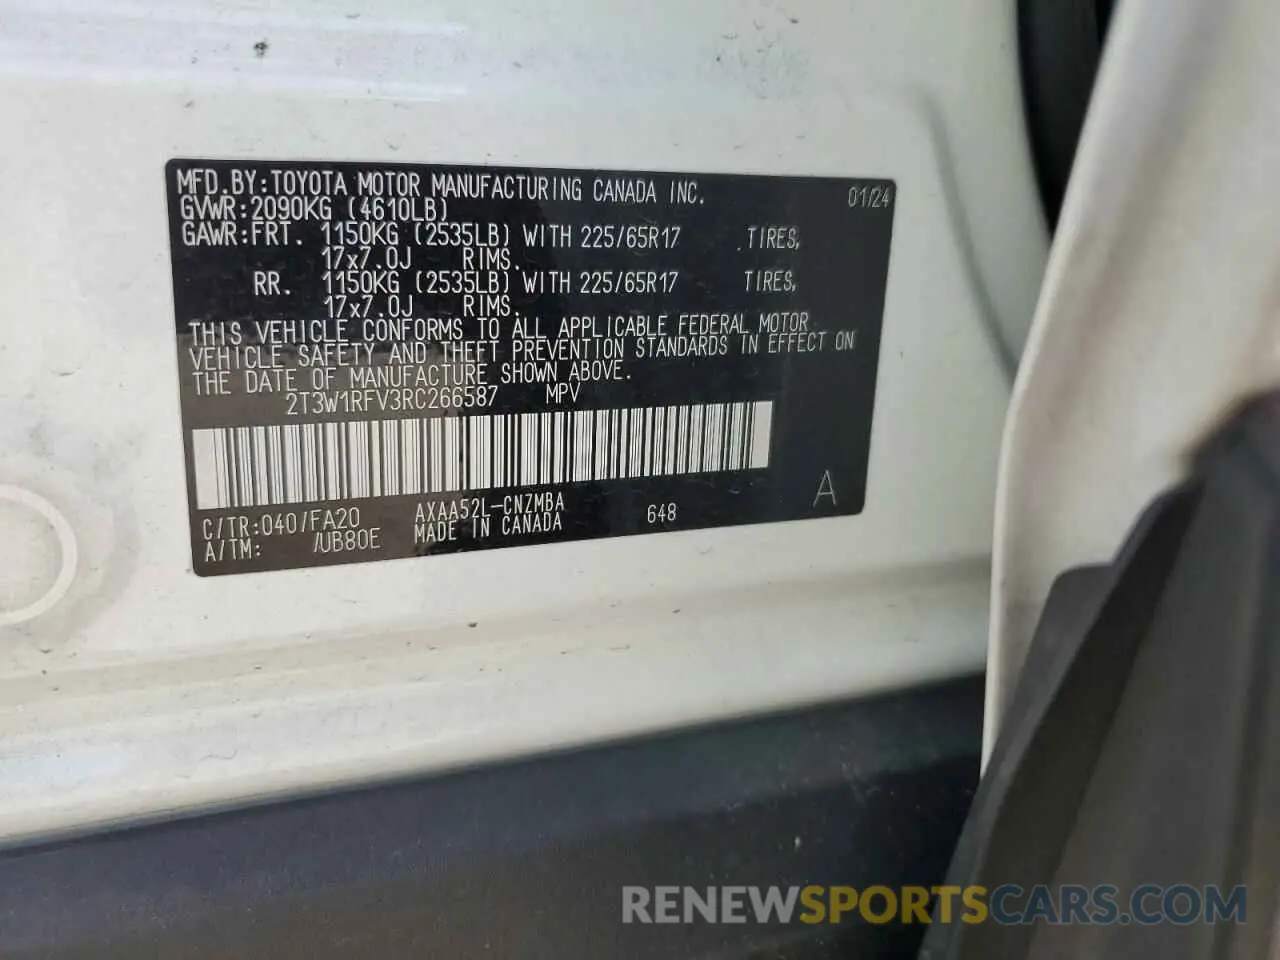 MFD.BY:TOYOTA MOTOR MANUFACTURING CANADA INC. 01/24
GVWR:2090KG (4610LB)
GAWR:FRT. 1150KG (2535LB) WITH 225/65R17 TIRES,
17x7.0J RIMS.
RR. 1150KG (2535LB) WITH 225/65R17 TIRES,
17x7.0J RIMS.
THIS VEHICLE CONFORMS TO ALL APPLICABLE FEDERAL MOTOR
VEHICLE SAFETY AND THEFT PREVENTION STANDARDS IN EFFECT ON
THE DATE OF MANUFACTURE SHOWN ABOVE.
2T3W1RFV3RC266587 MPV
C/TR:040/FA20 AXAA52L-CNZMBA 648 A
A/TM: /UB80E MADE IN CANADA
RENEWSPORTSCARS.COM